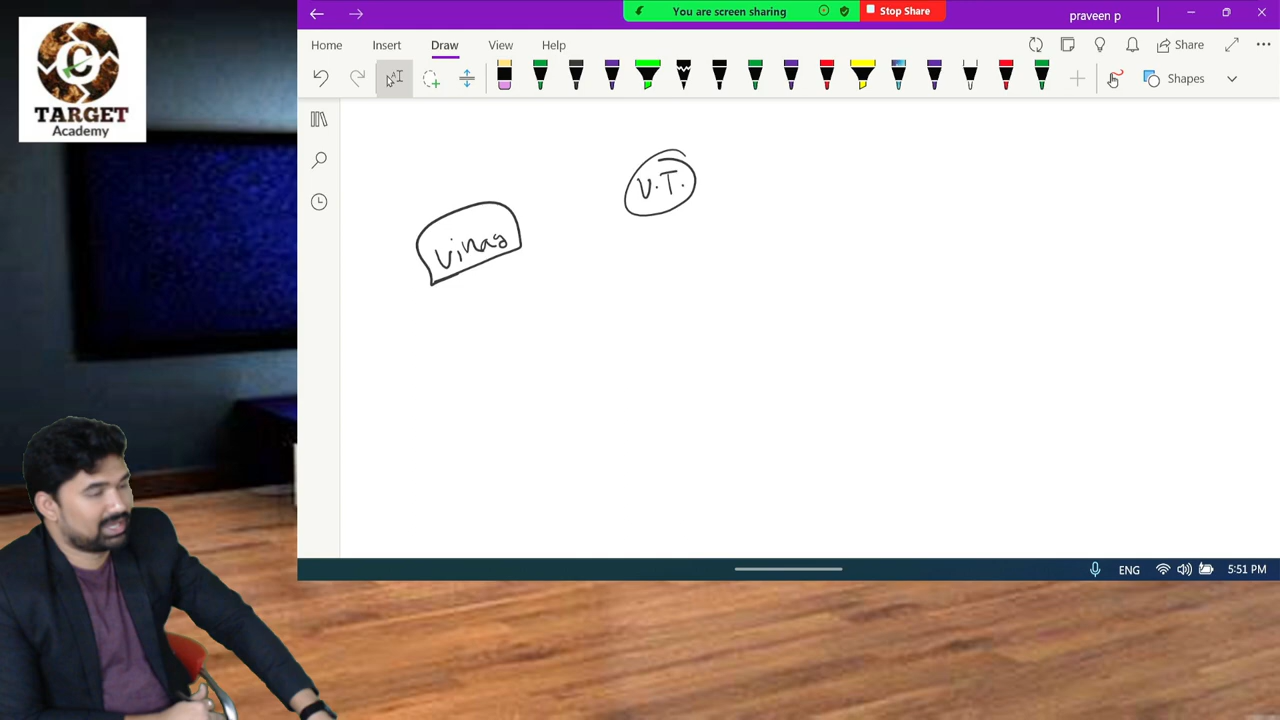 TARGET
Academy
You are screen sharing
Stop Share
praveen p
Home Insert Draw View Help
Share
Shapes
U.T.
ENG 5:51 PM